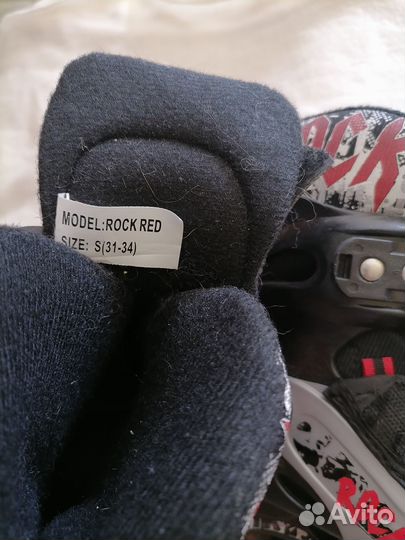 MODEL:ROCK RED
SIZE: S(31-34)
ROCK
Avito